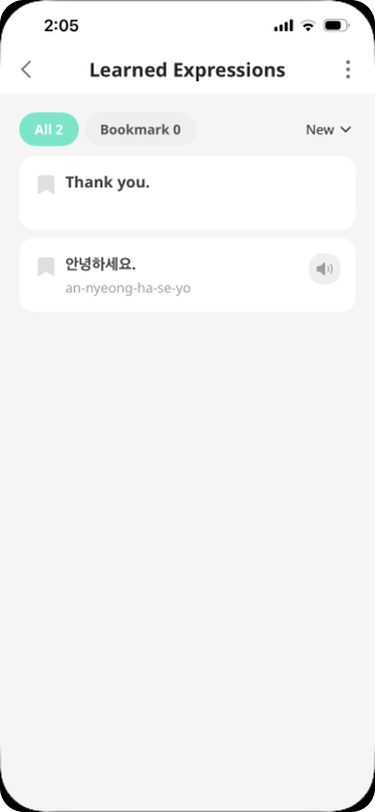 2:05
Learned Expressions
All 2
Bookmark 0
New
Thank you.
안녕하세요.
an-nyeong-ha-se-yo